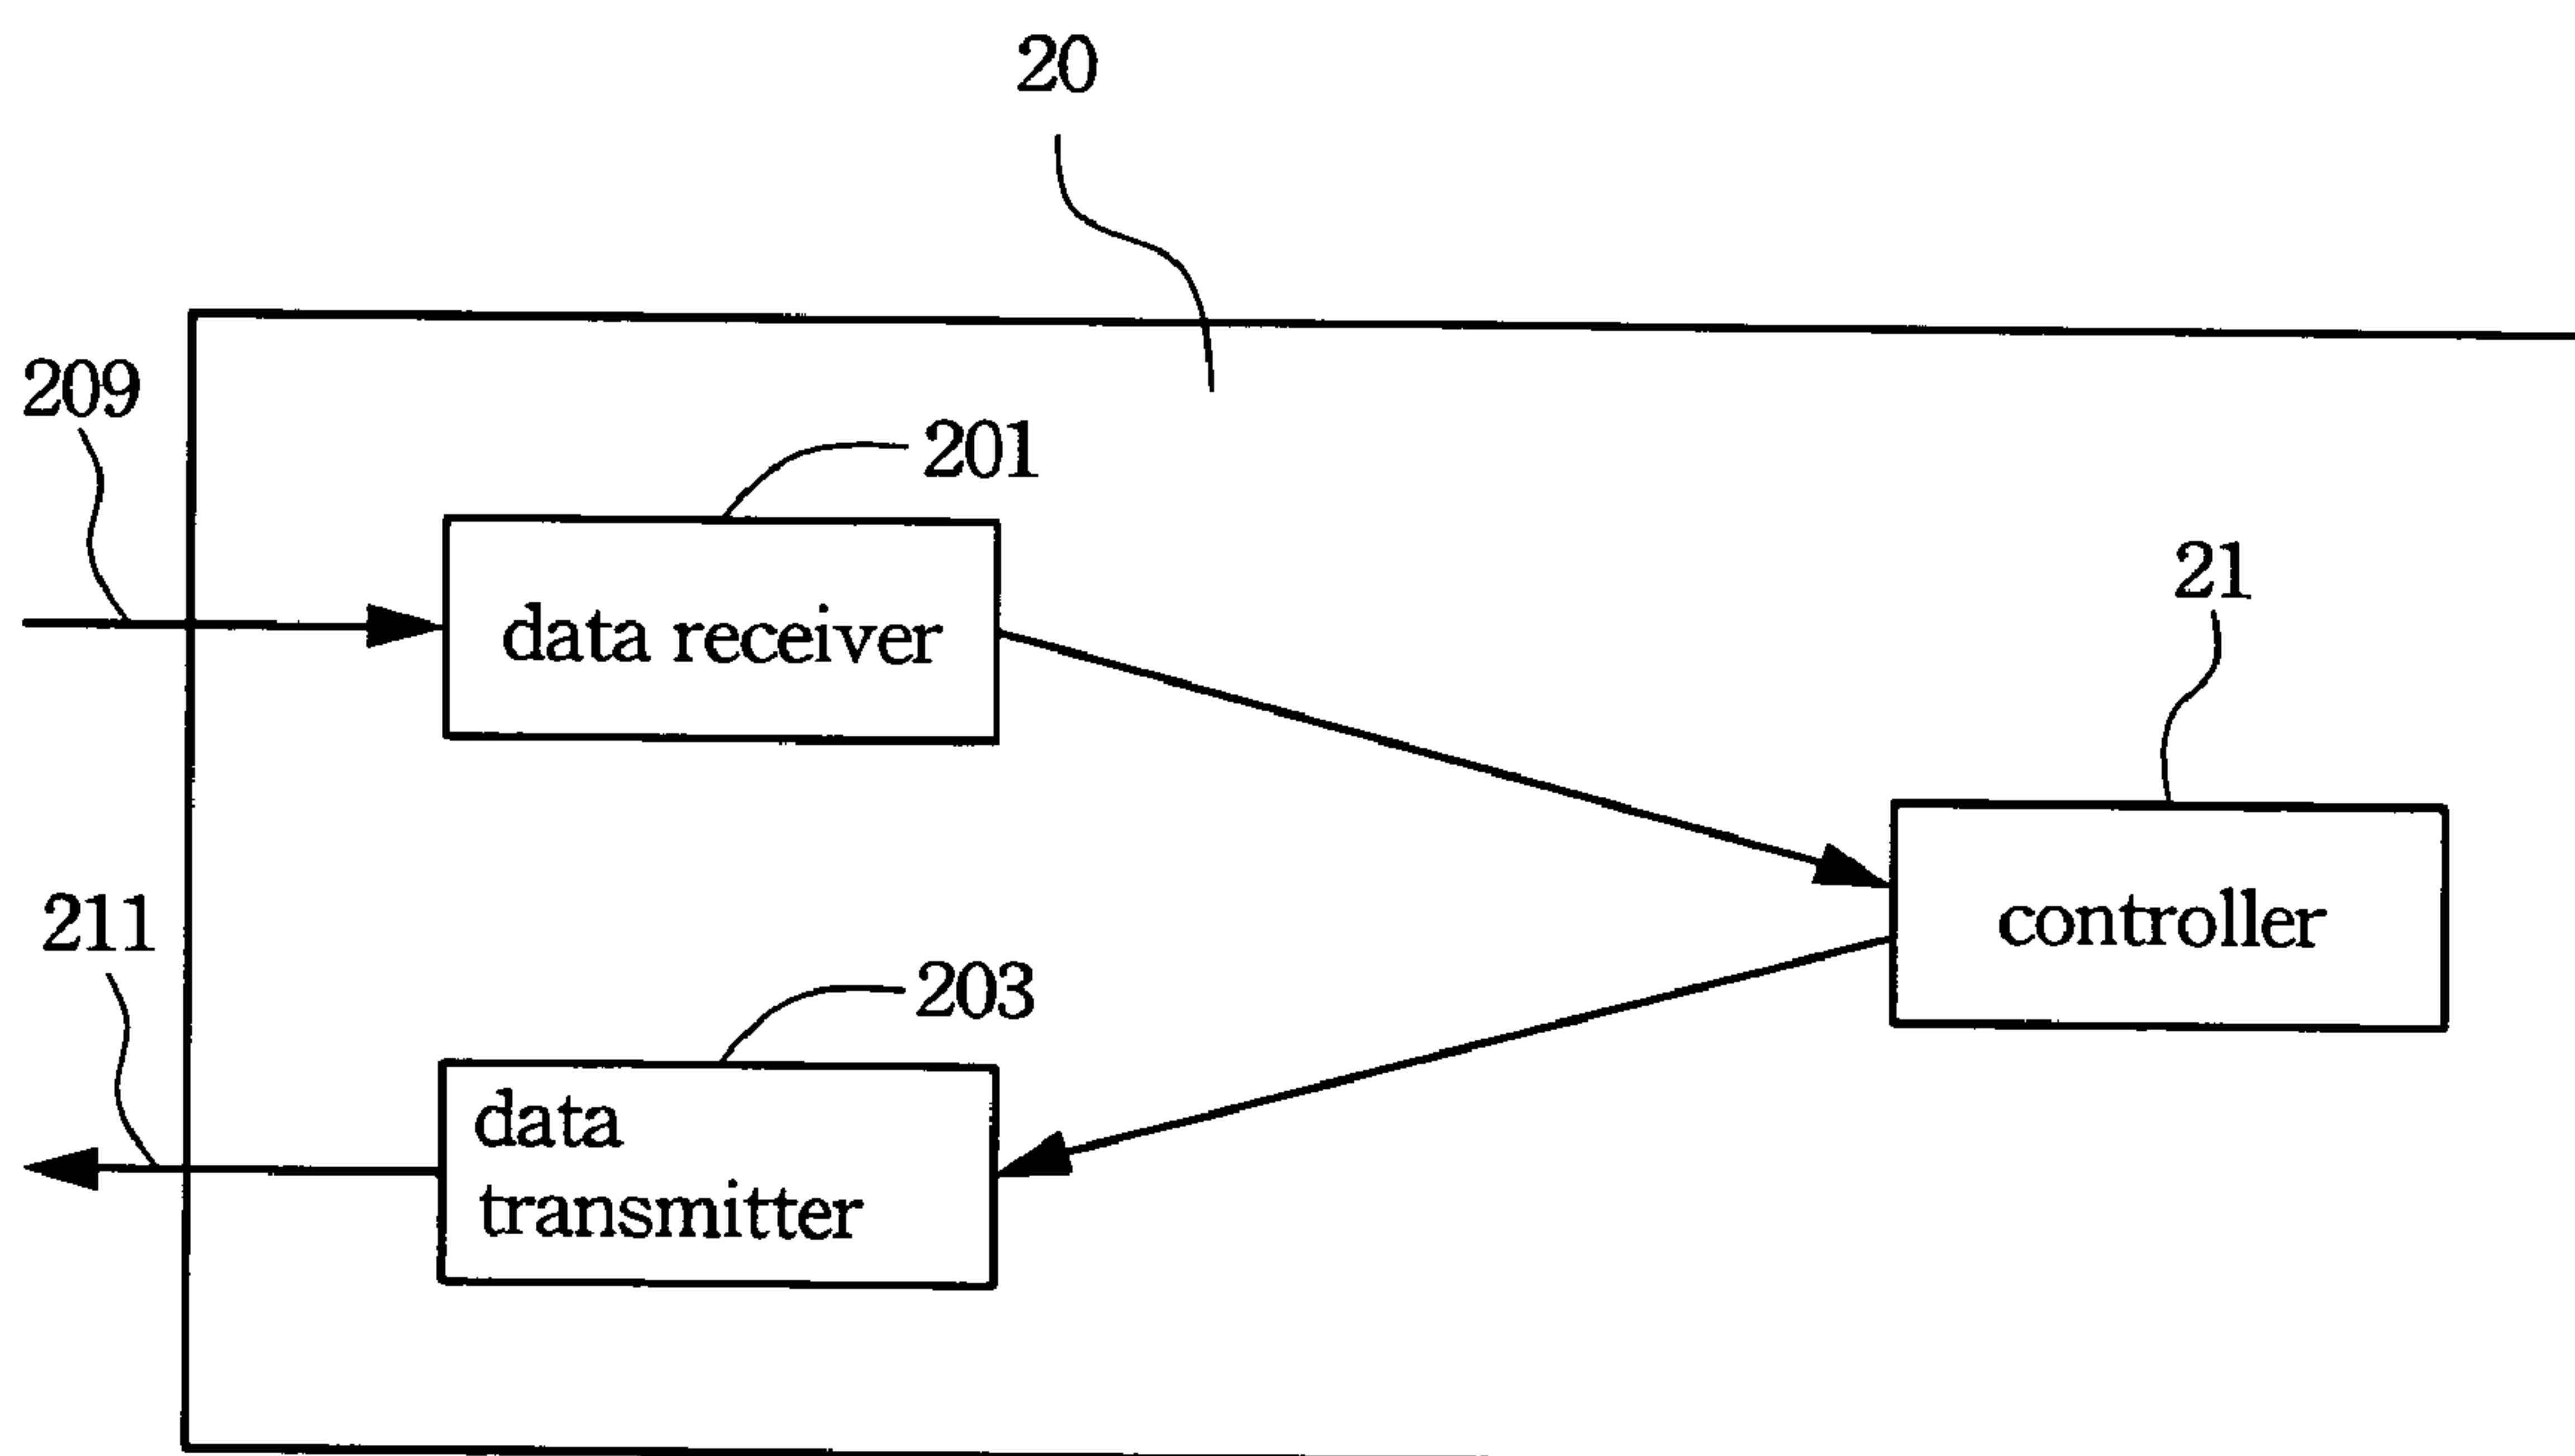 20
209
201
data receiver
21
controller
211
203
data
transmitter